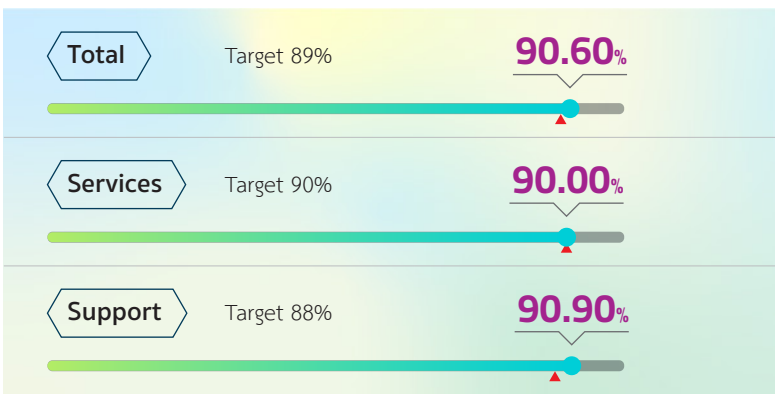 Total Target 89% 90.60%
Services Target 90% 90.00%
Support Target 88% 90.90%